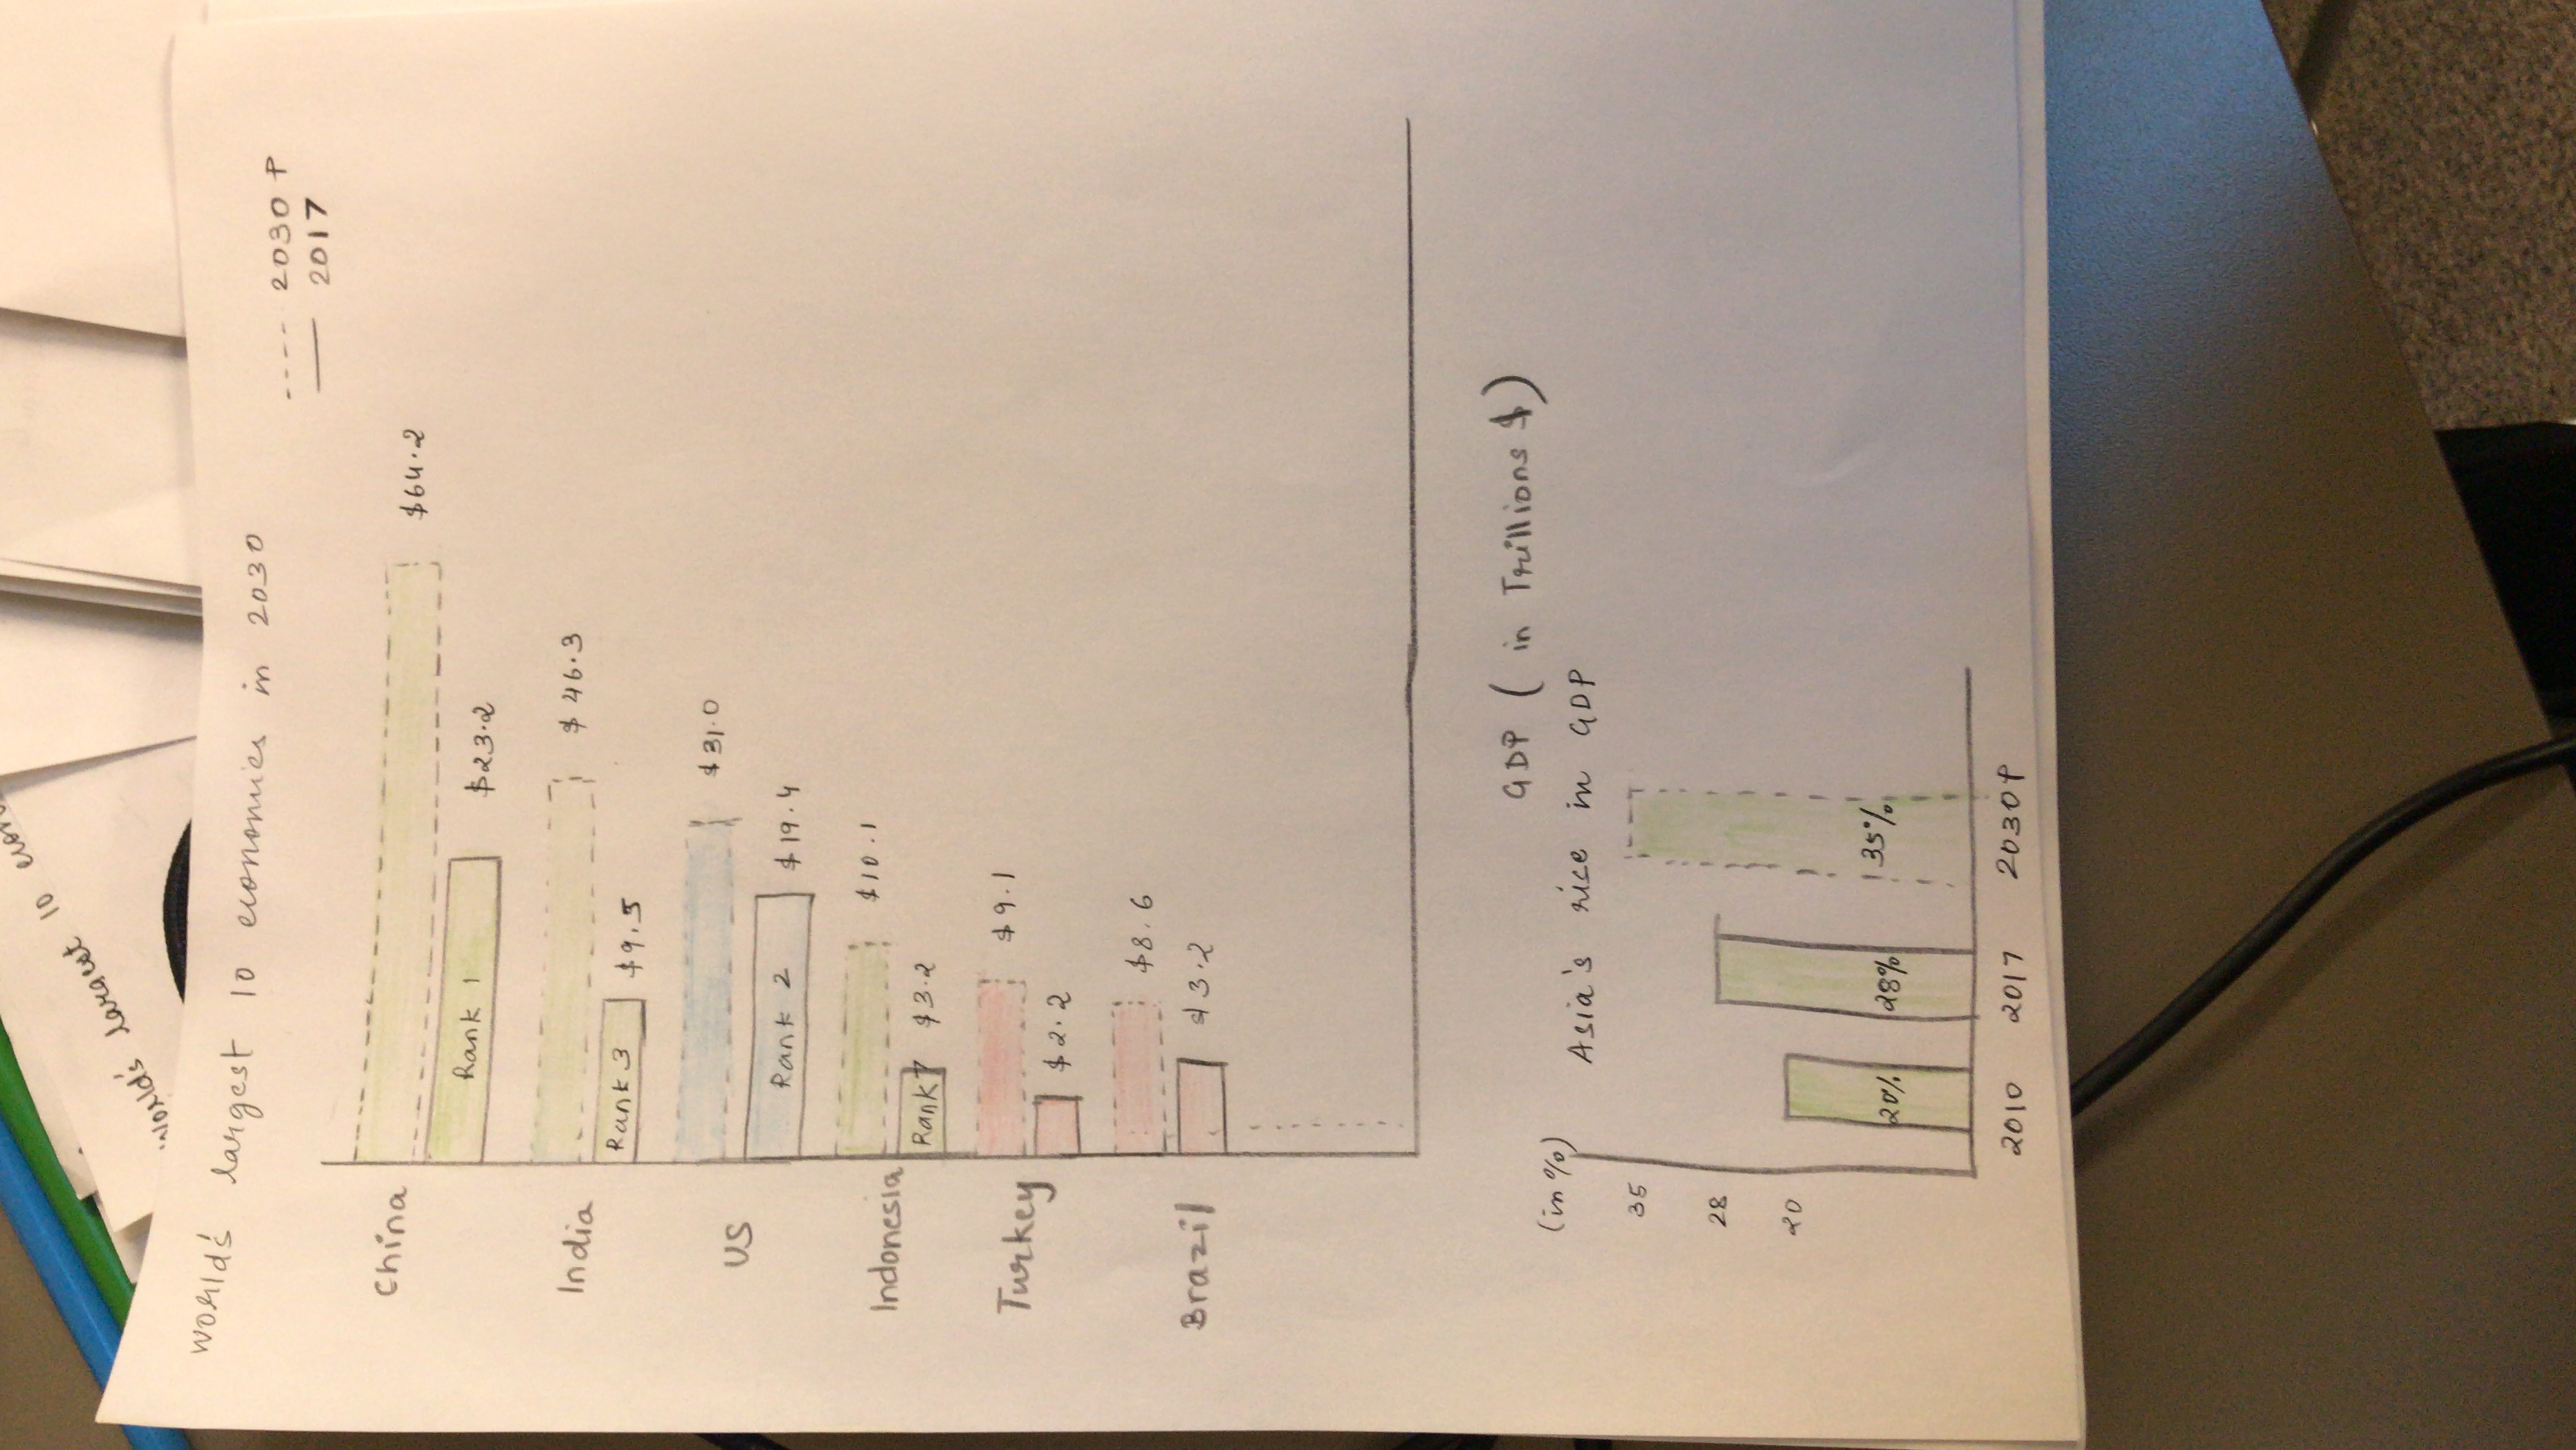 world's largest 10
world's largest 10 economies in 2030
---- 2030 P
— 2017
China
$64.2
Rank 1
$23.2
India
$46.3
Rank 3
$9.5
US
$31.0
Rank 2
$19.4
Indonesia
$10.1
Rank 7
$3.2
Turkey
$9.1
$2.2
Brazil
$8.6
$3.2
GDP ( in Trillions $)
(in %)
Asia's rise in GDP
35
28
20
20%
28%
35%
2010 2017 2030P